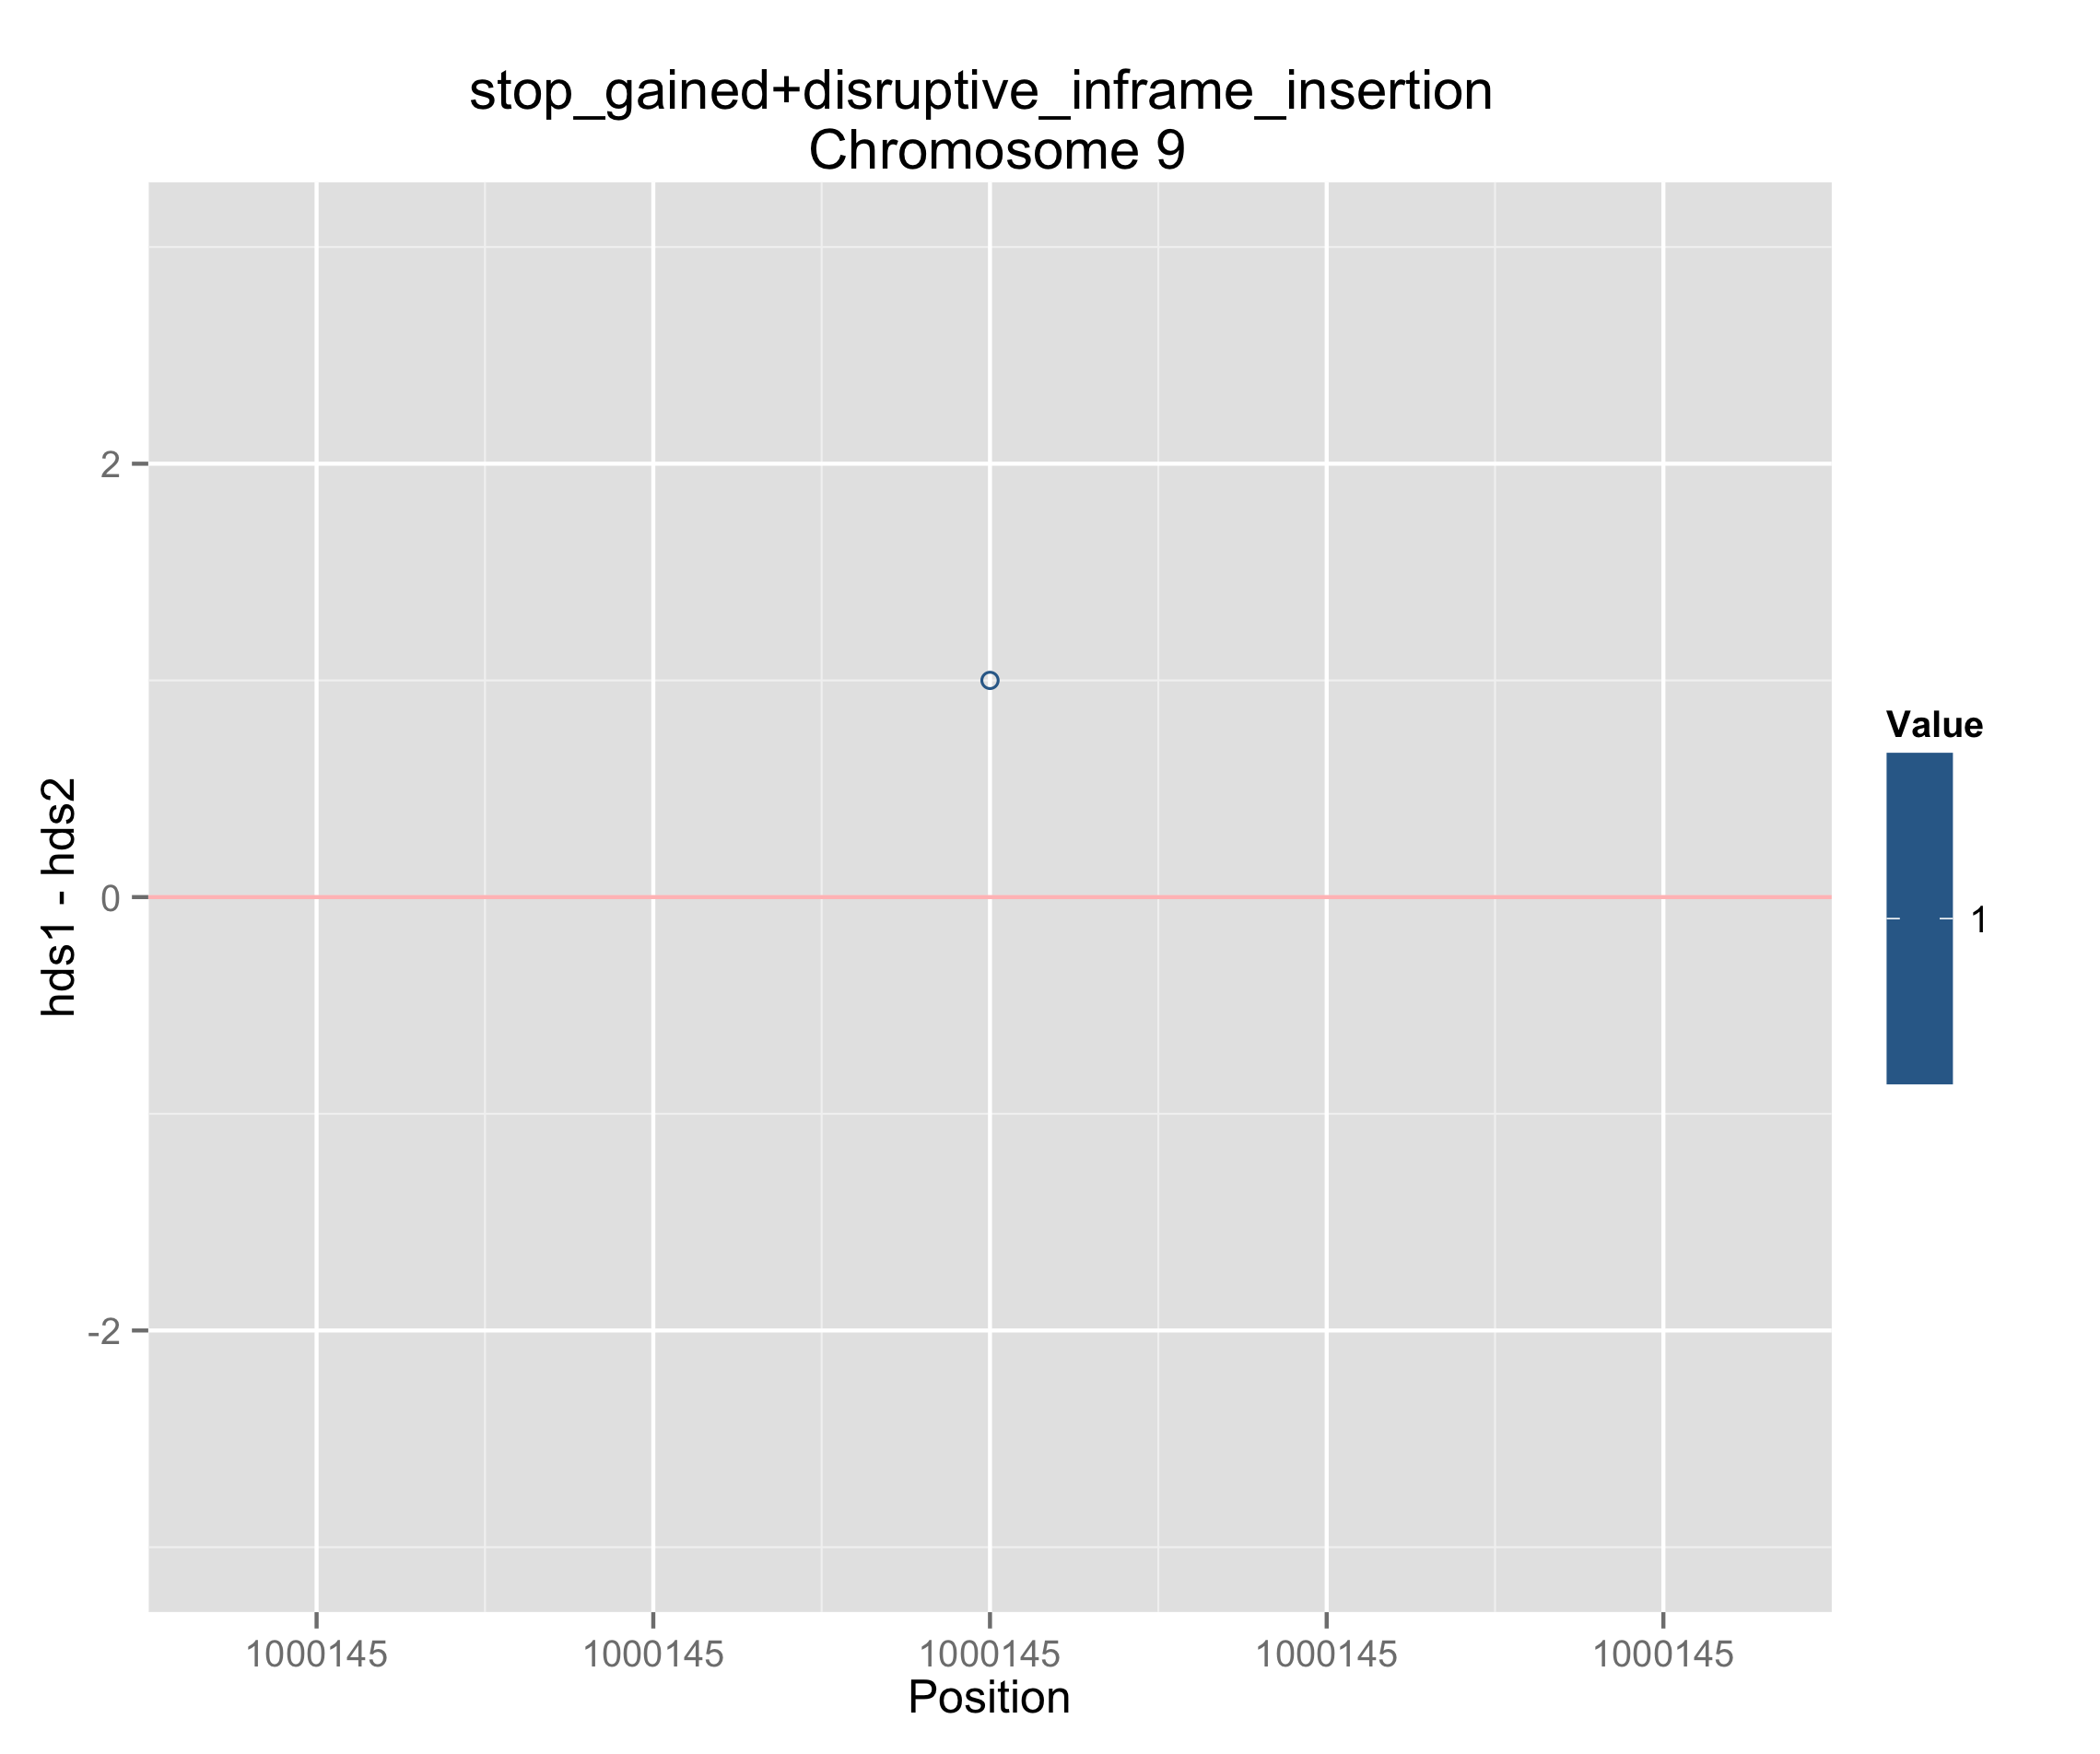 stop_gained+disruptive_inframe_insertion
Chromosome 9
2
0
-2
hds1 - hds2
1000145 1000145 1000145 1000145 1000145
Position
Value
1